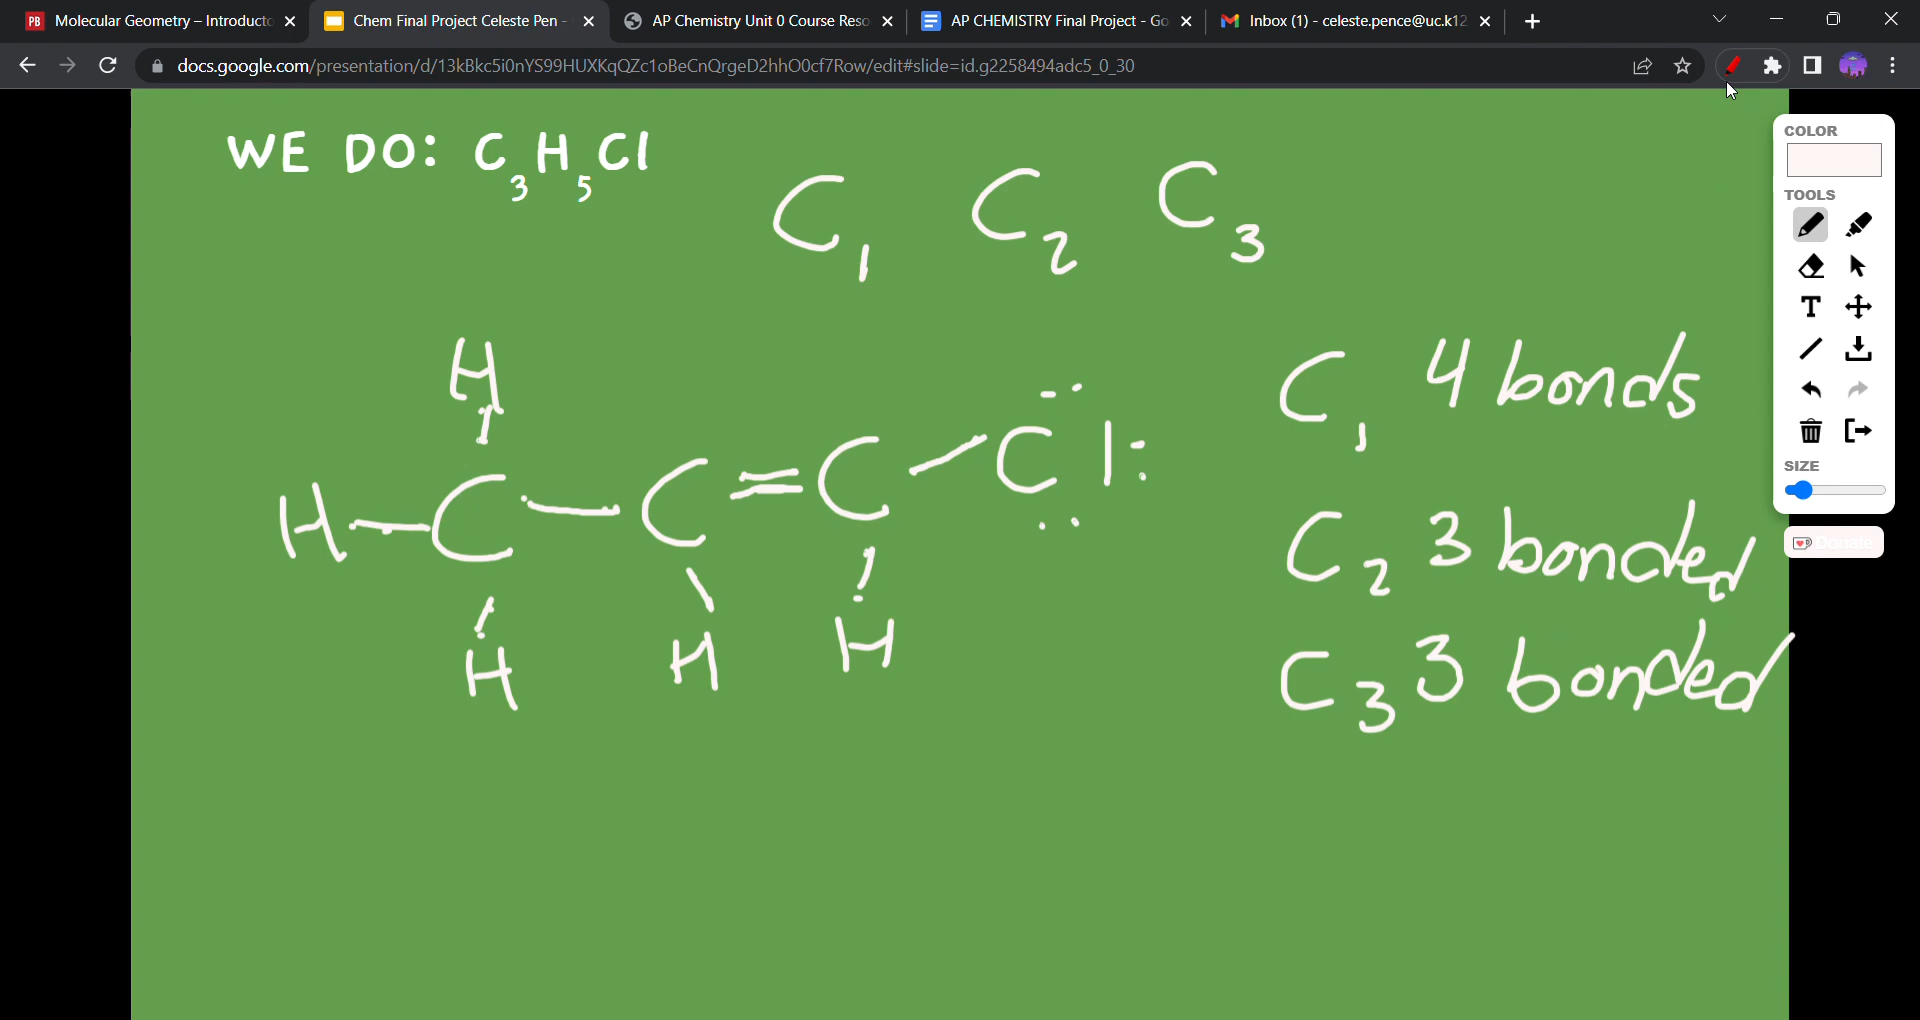 Molecular Geometry – Introducto
Chem Final Project Celeste Pen -
AP Chemistry Unit 0 Course Reso
AP CHEMISTRY Final Project - Go
Inbox (1) - celeste.pence@uc.k12
docs.google.com/presentation/d/13kBkc5i0nYS99HUXKqQZc1oBeCnQrgeD2hhO0cf7Row/edit#slide=id.g2258494adc5_0_30
WE DO: C3H5Cl
C1 C2 C3
H
H-C-C=C-Cl
H H H
C1 4 bonds
C2 3 bonded
C3 3 bonded
COLOR
TOOLS
T
SIZE
Donate